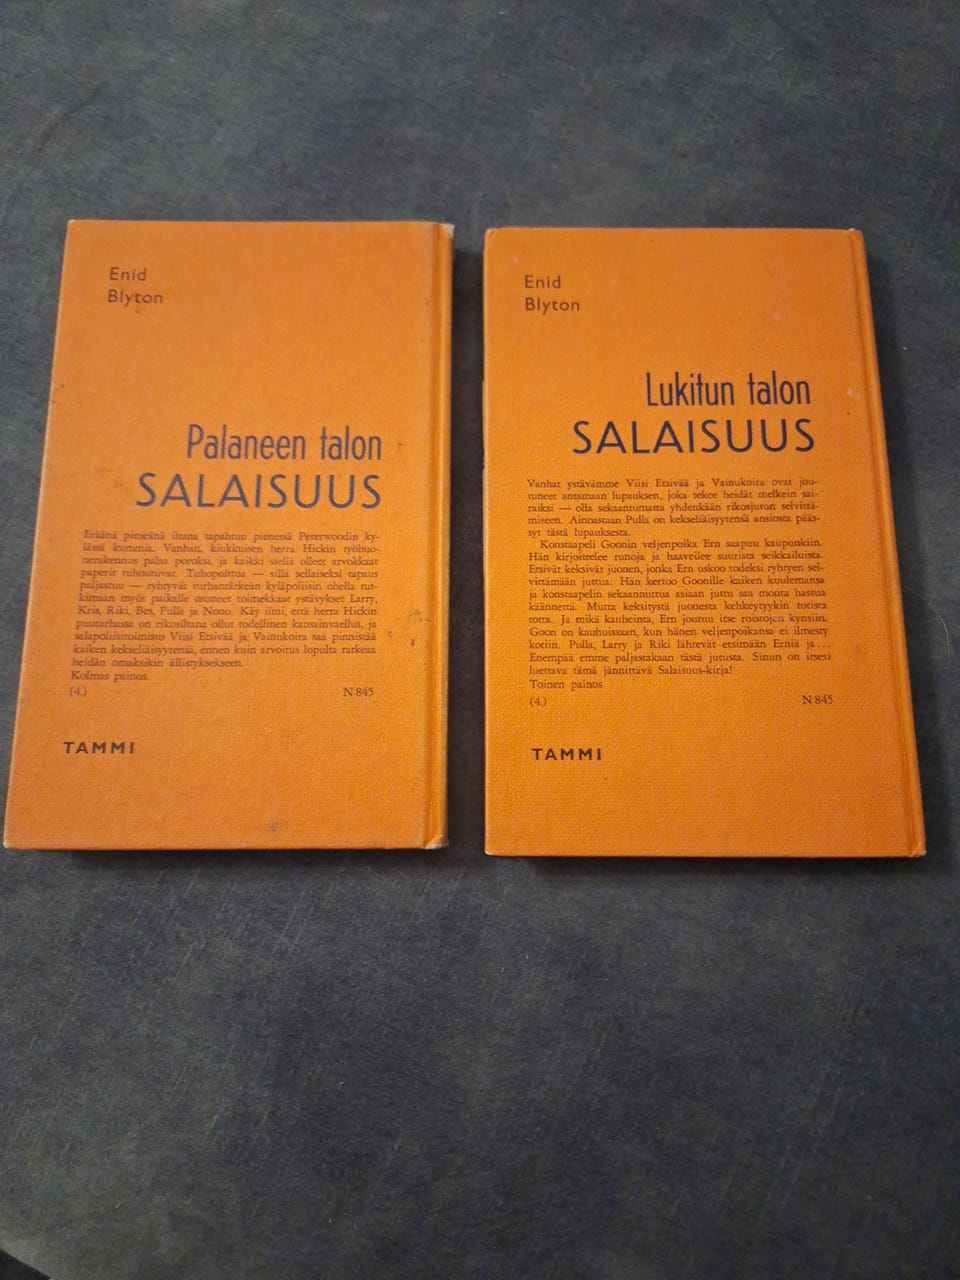 Enid
Blyton
Palaneen talon
SALAISUUS
Eräänä pimeänä iltana tapahtuu pienessä Peterwoodin ky-
lässä kummia. Vanhan, kiukkuisen herra Hickin työhuo-
nerakennus palaa poroksi, ja kaikki siellä olleet arvokkaat
paperit tuhoutuvat. Tuhopolttoa — sillä sellaiseksi tapaus
paljastuu — ryhtyvät turhantärkeän kyläpoliisin ohella tut-
kimaan myös paikalle osuneet toimekkaat ystävykset Larry,
Kris, Riki, Bes, Pulla ja Nono. Käy ilmi, että herra Hickin
puutarhassa on rikosiltana ollut todellinen kansainvaellus, ja
salapoliisitoimisto Viisi Etsivää ja Vainukoira saa pinnistää
kaiken kekseliäisyytensä, ennen kuin arvoitus lopulta ratkeaa
heidän omaksikin ällistyksekseen.
Kolmas painos.
(4.) N 845
TAMMI
Enid
Blyton
Lukitun talon
SALAISUUS
Vanhat ystävämme Viisi Etsivää ja Vainukoira ovat jou-
tuneet antamaan lupauksen, joka tekee heidät melkein sai-
raiksi — olla sekaantumatta yhdenkään rikosjutun selvittä-
miseen. Ainoastaan Pulla on kekseliäisyytensä ansiosta pääs-
syt tästä lupauksesta.
Konstaapeli Goonin veljenpoika Ern saapuu kaupunkiin.
Hän kirjoittelee runoja ja haaveilee suurista seikkailuista.
Etsivät keksivät juonen, jonka Ern uskoo todeksi ryhtyen sel-
vittämään juttua. Hän kertoo Goonille kaiken kuulemansa
ja konstaapelin sekaannuttua asiaan juttu saa monta hassua
käännettä. Mutta keksitystä juonesta kehkeytyykin totista
totta. Ja mikä kauheinta, Ern joutuu itse roistojen kynsiin.
Goon on kauhuissaan, kun hänen veljenpoikansa ei ilmesty
kotiin. Pulla, Larry ja Riki lähtevät etsimään Erniä ja...
Enempää emme paljastakaan tästä jutusta. Sinun on itsesi
luettava tämä jännittävä Salaisuus-kirja!
Toinen painos
(4.) N 845
TAMMI